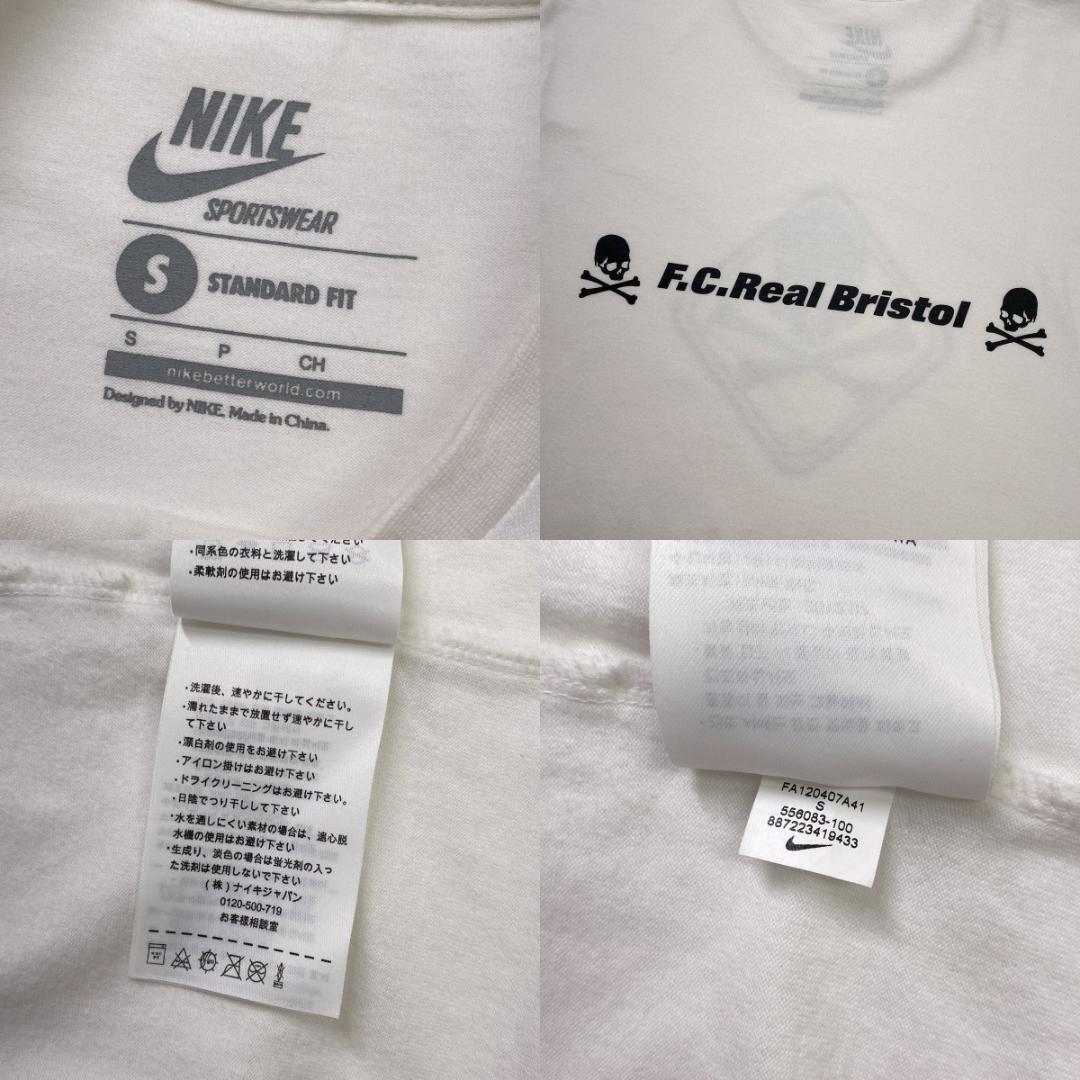 NIKE
SPORTSWEAR
S
STANDARD FIT
S P CH
nikebetterworld.com
Designed by NIKE. Made in China.
NIKE
F.C.Real Bristol
・同系色の衣料と洗濯して下さい
・柔軟剤の使用はお避け下さい
・洗濯後、速やかに干してください。
・濡れたままで放置せず速やかに干し
て下さい
・漂白剤の使用をお避け下さい
・アイロン掛けはお避け下さい
・ドライクリーニングはお避け下さい。
・日陰でつり干しして下さい
・水を通しにくい素材の場合は、遠心脱
水機の使用はお避け下さい
・生成り、淡色の場合は蛍光剤の入っ
た洗剤は使用しないで下さい
(株)ナイキジャパン
0120-500-719
お客様相談室
FA120407A41
S
556083-100
887223419433